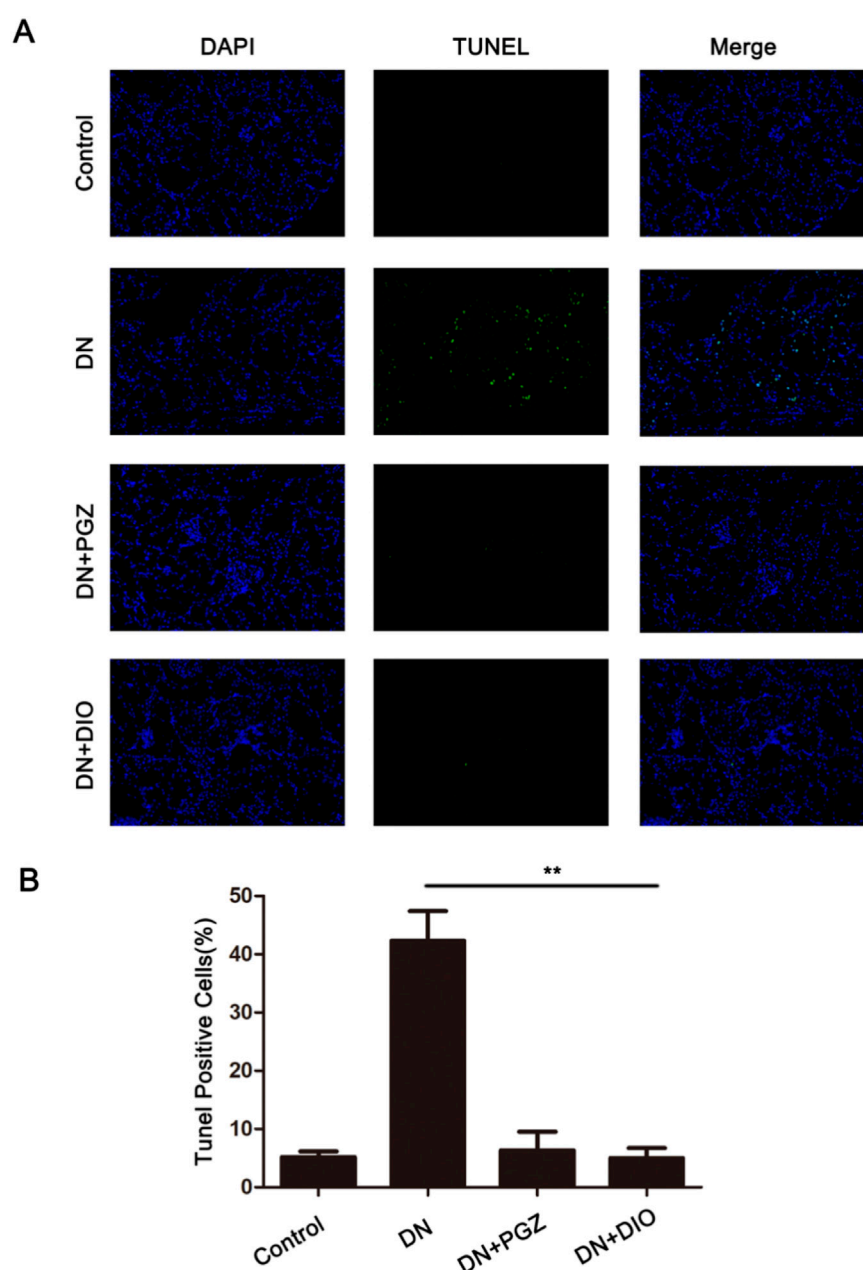 A
DAPI TUNEL Merge
Control
DN
DN+PGZ
DN+DIO
B
**
50
40
30
20
10
0
Tunel Positive Cells(%)
Control DN DN+PGZ DN+DIO